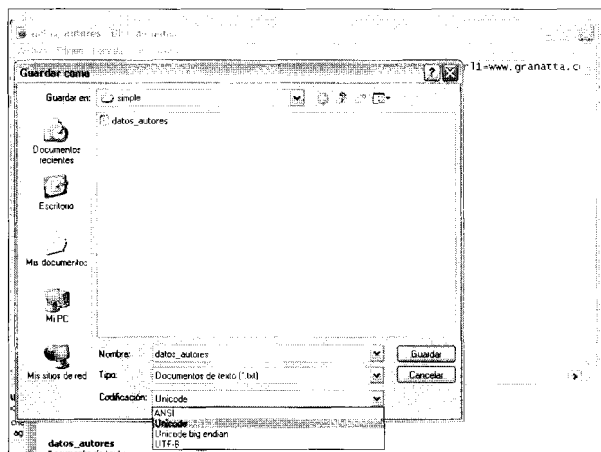 Guardar como
rl1=www.granatta.c
Guardar en:
simple
datos_autores
Documentos
recientes
Escritorio
Mis documentos
Mi PC
Mis sitios de red
Nombre:
datos_autores
Guardar
Tipo:
Documentos de texto (*.txt)
Cancelar
Codificación:
Unicode
ANSI
Unicode
Unicode big endian
UTF-8
datos_autores